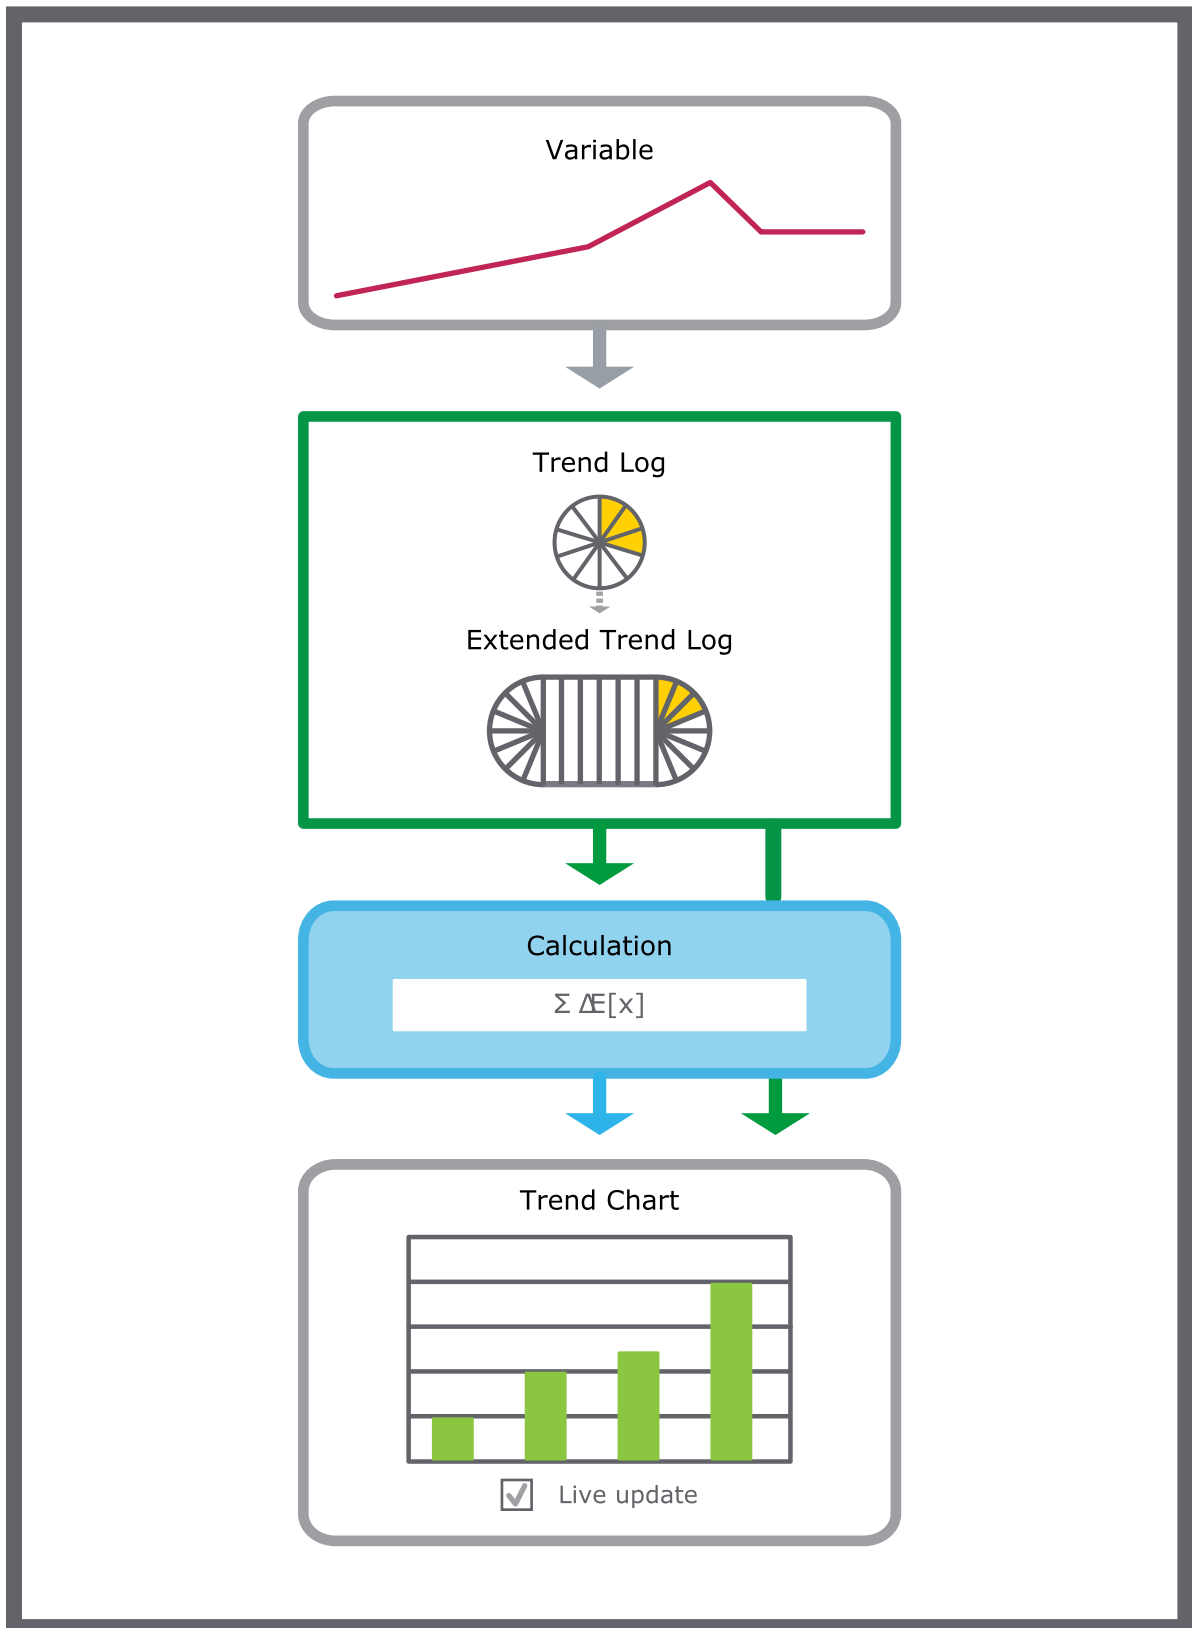 Variable
Trend Log
Extended Trend Log
Calculation
Σ ΔE[x]
Trend Chart
Live update